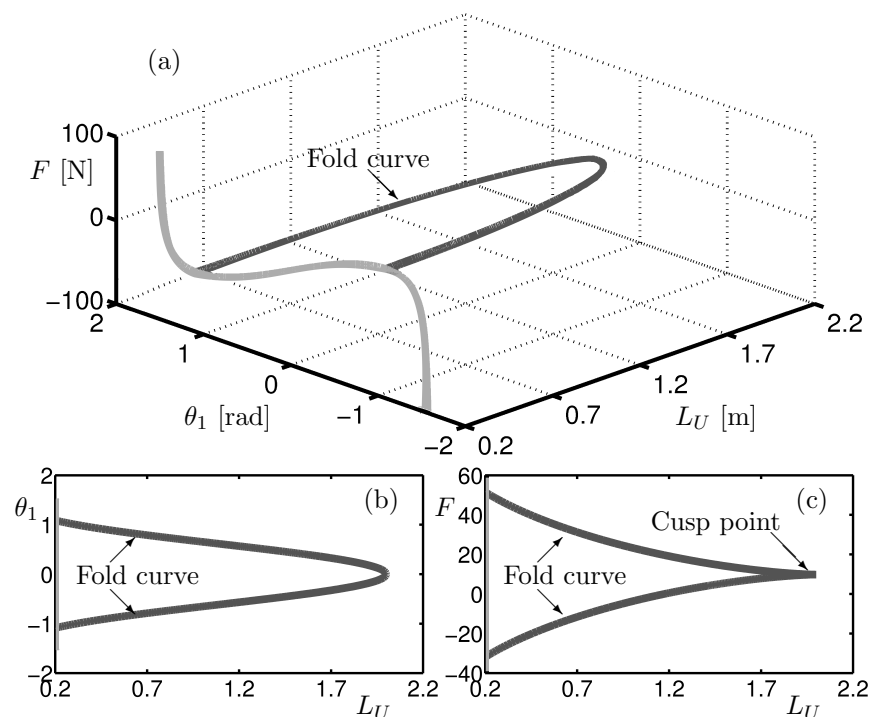 (a)
Fold curve
F [N]
100
0
−100
2
1
0
−1
−2
θ₁ [rad]
0.2
0.7
1.2
1.7
2.2
L_U [m]
(b)
2
θ₁
1
0
−1
−2
Fold curve
0.2 0.7 1.2 1.7 2.2
L_U
(c)
60
F
40
20
0
−20
−40
Cusp point
Fold curve
0.2 0.7 1.2 1.7 2.2
L_U